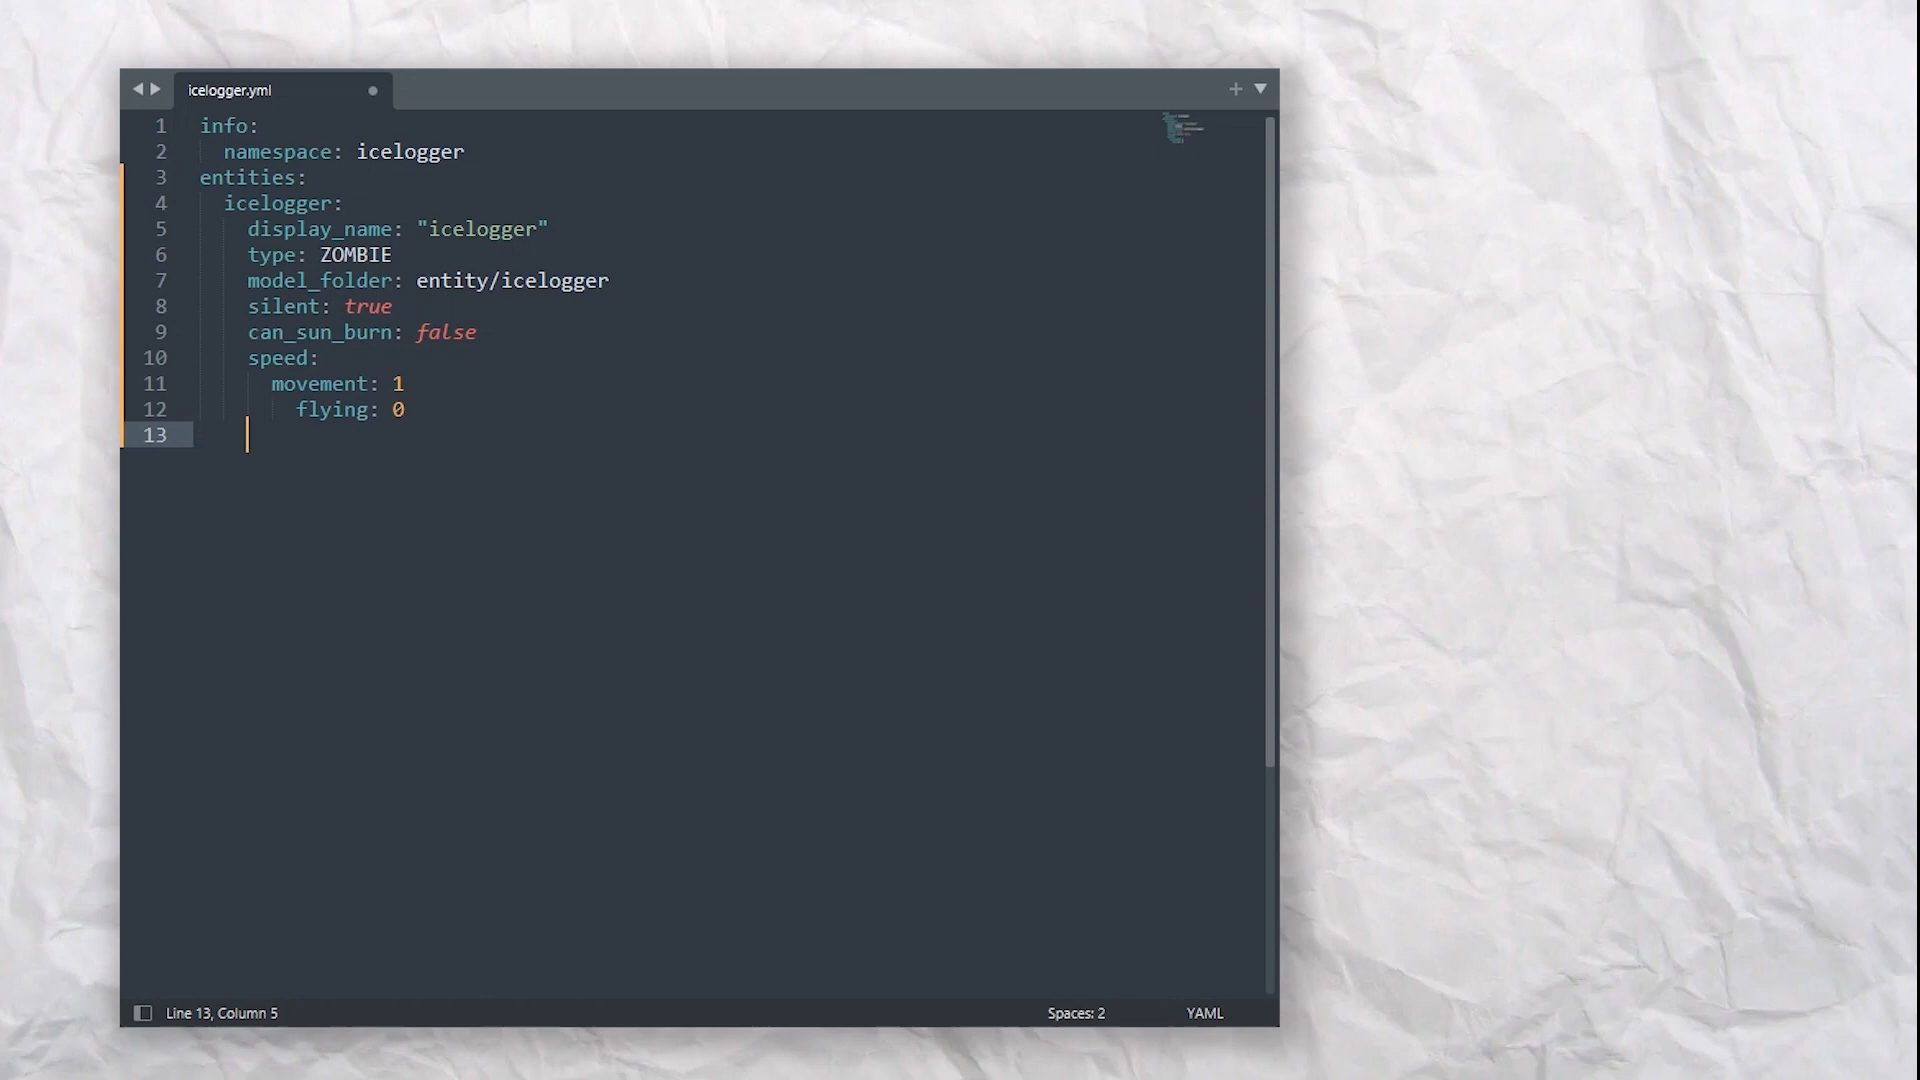 icelogger.yml
1 info:
2   namespace: icelogger
3 entities:
4   icelogger:
5     display_name: "icelogger"
6     type: ZOMBIE
7     model_folder: entity/icelogger
8     silent: true
9     can_sun_burn: false
10     speed:
11       movement: 1
12         flying: 0
13
Line 13, Column 5 Spaces: 2 YAML